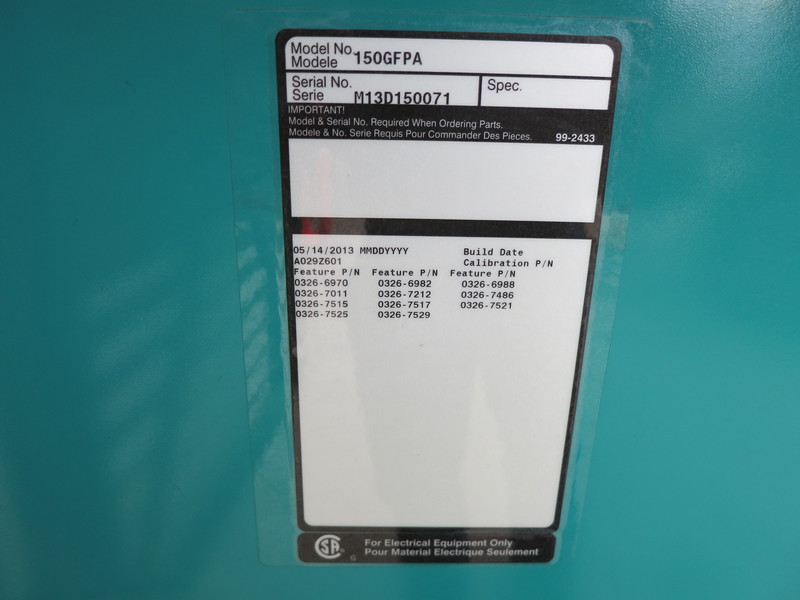 Model No.
Modele 150GFPA
Serial No. Spec.
Serie M13D150071
IMPORTANT!
Model & Serial No. Required When Ordering Parts.
Modele & No. Serie Requis Pour Commander Des Pieces. 99-2433
05/14/2013 MMDDYYYY Build Date
A029Z601 Calibration P/N
Feature P/N Feature P/N Feature P/N
0326-6970 0326-6982 0326-6988
0326-7011 0326-7212 0326-7486
0326-7515 0326-7517 0326-7521
0326-7525 0326-7529
SA G For Electrical Equipment Only
Pour Material Electrique Seulement